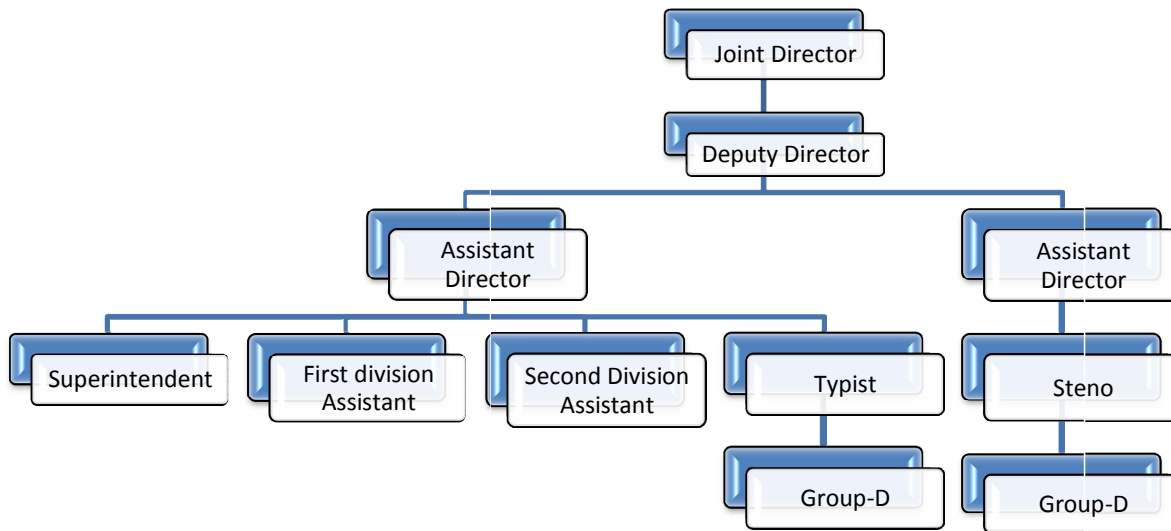 Joint Director
Deputy Director
Assistant
Director
Assistant
Director
Superintendent
First division
Assistant
Second Division
Assistant
Typist
Steno
Group-D
Group-D